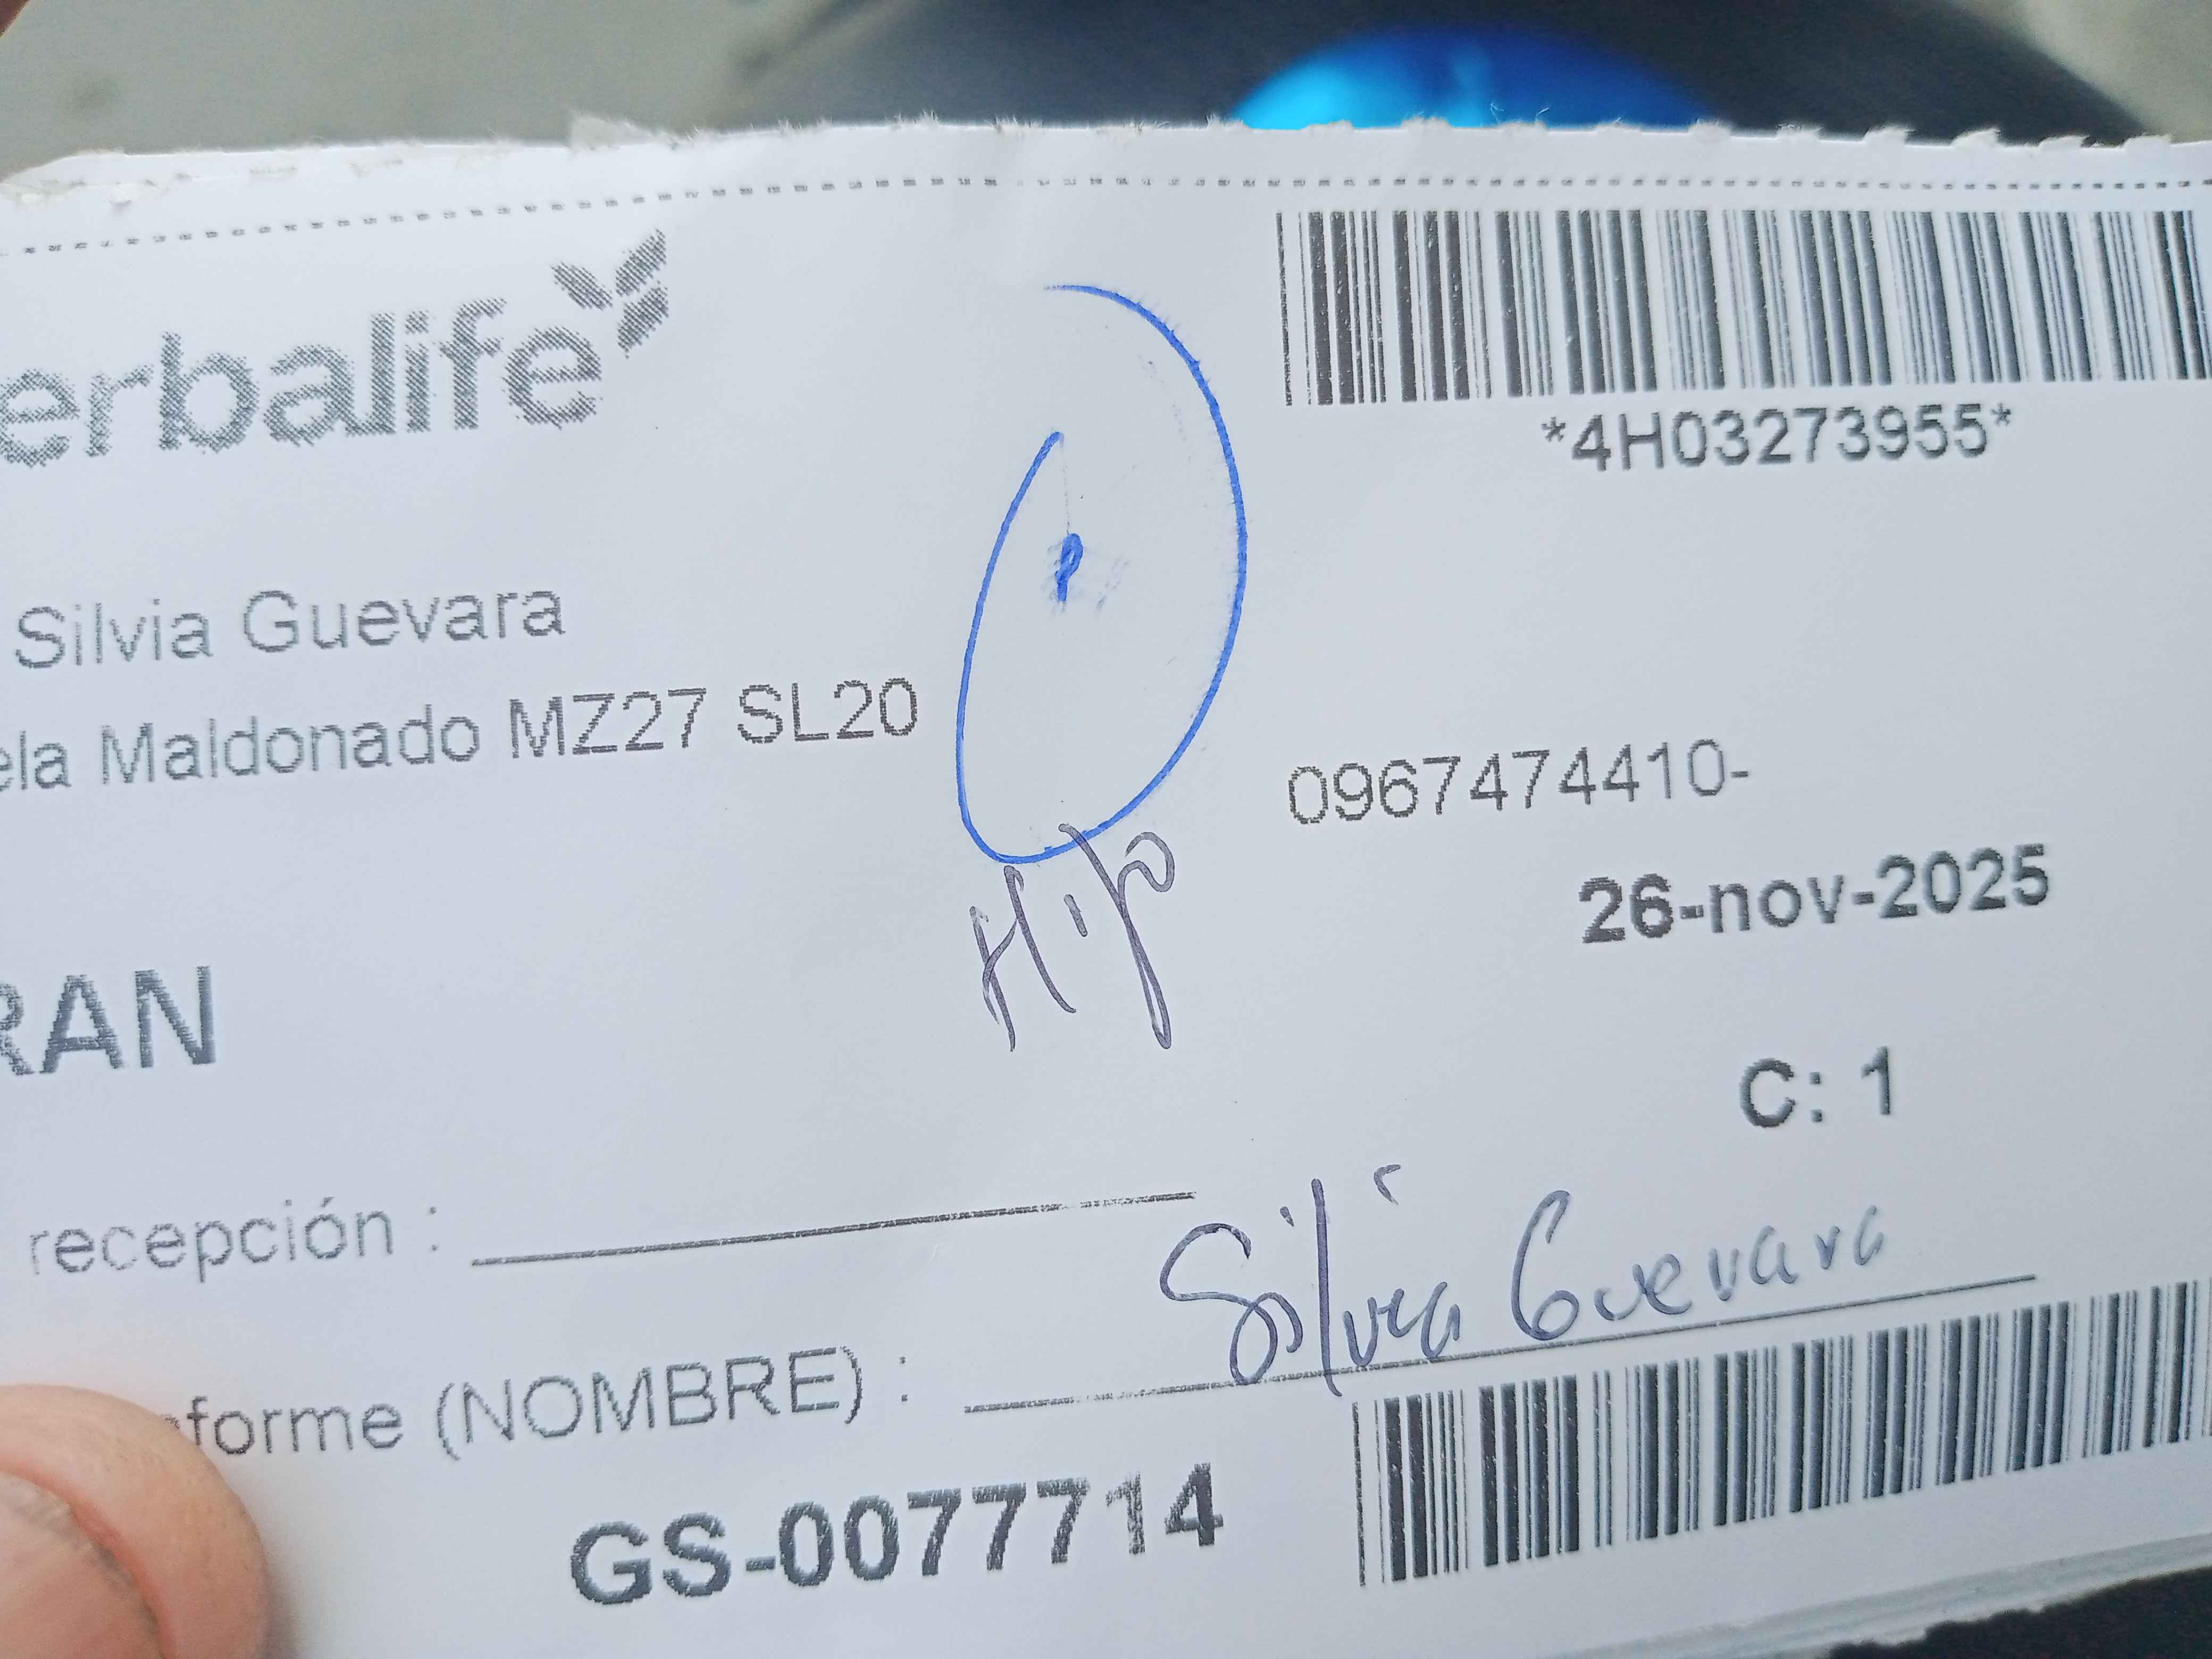 erbalife
*4H03273955*
Silvia Guevara
ela Maldonado MZ27 SL20
0967474410-
Hijo
26-nov-2025
RAN
C: 1
recepción :
Silvia Guevara
nforme (NOMBRE) :
GS-0077714